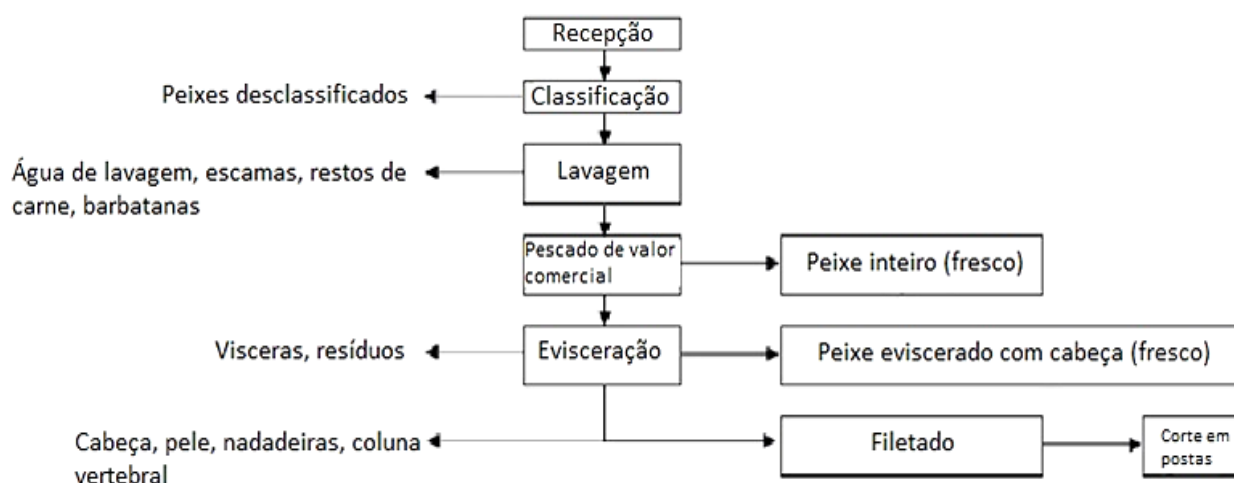 Recepção
Peixes desclassificados
Classificação
Água de lavagem, escamas, restos de
carne, barbatanas
Lavagem
Pescado de valor
comercial
Peixe inteiro (fresco)
Visceras, resíduos
Evisceração
Peixe eviscerado com cabeça (fresco)
Cabeça, pele, nadadeiras, coluna
vertebral
Filetado
Corte em
postas